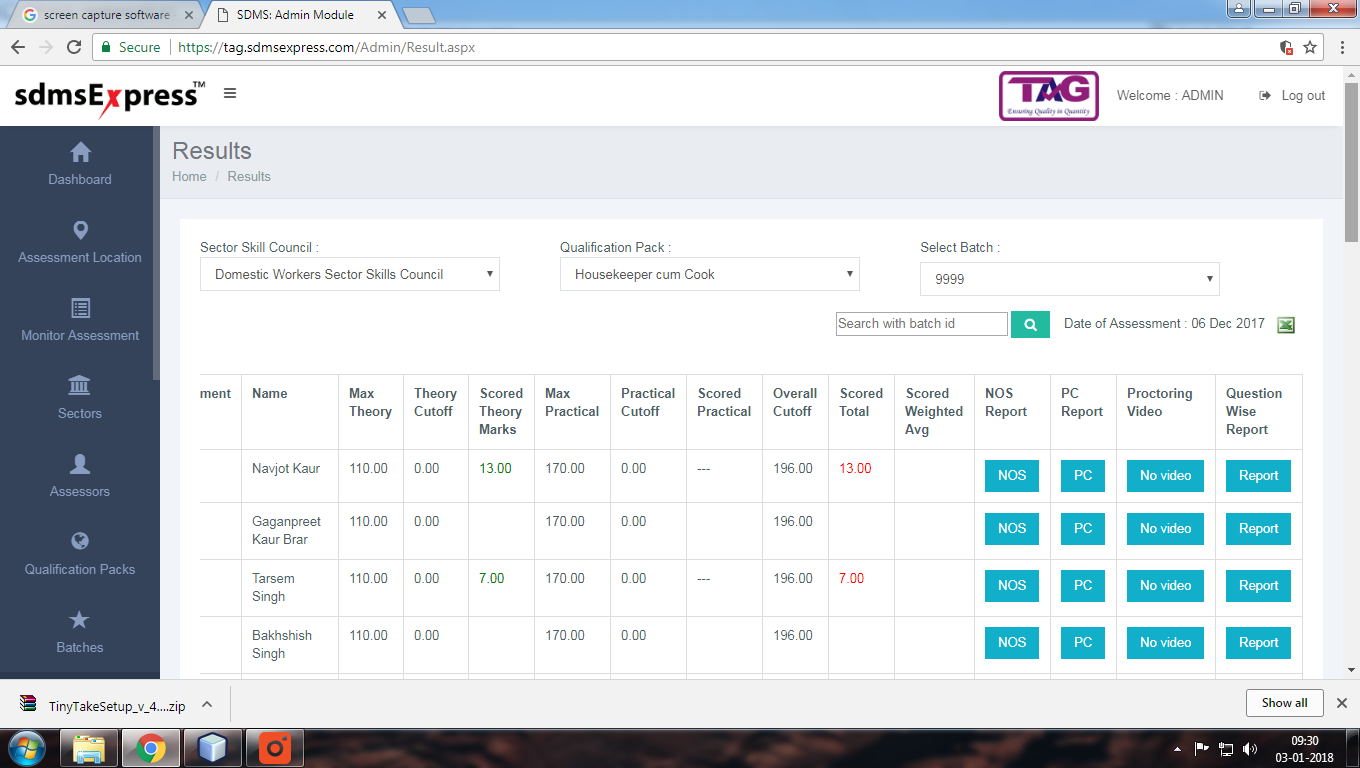 screen capture software
SDMS: Admin Module
Secure
https://tag.sdmsexpress.com/Admin/Result.aspx
sdmsExpress™
TAG
Ensuring Quality in Quantity
Welcome : ADMIN
Log out
Dashboard
Assessment Location
Monitor Assessment
Sectors
Assessors
Qualification Packs
Batches
Results
Home / Results
Sector Skill Council :
Domestic Workers Sector Skills Council
Qualification Pack :
Housekeeper cum Cook
Select Batch :
9999
Search with batch id
Date of Assessment : 06 Dec 2017
ment Name Max Theory Theory Cutoff Scored Theory Marks Max Practical Practical Cutoff Scored Practical Overall Cutoff Scored Total Scored Weighted Avg NOS Report PC Report Proctoring Video Question Wise Report
Navjot Kaur 110.00 0.00 13.00 170.00 0.00 --- 196.00 13.00 NOS PC No video Report
Gaganpreet Kaur Brar 110.00 0.00 170.00 0.00 196.00 NOS PC No video Report
Tarsem Singh 110.00 0.00 7.00 170.00 0.00 --- 196.00 7.00 NOS PC No video Report
Bakhshish Singh 110.00 0.00 170.00 0.00 196.00 NOS PC No video Report
TinyTakeSetup_v_4....zip
Show all
09:30
03-01-2018